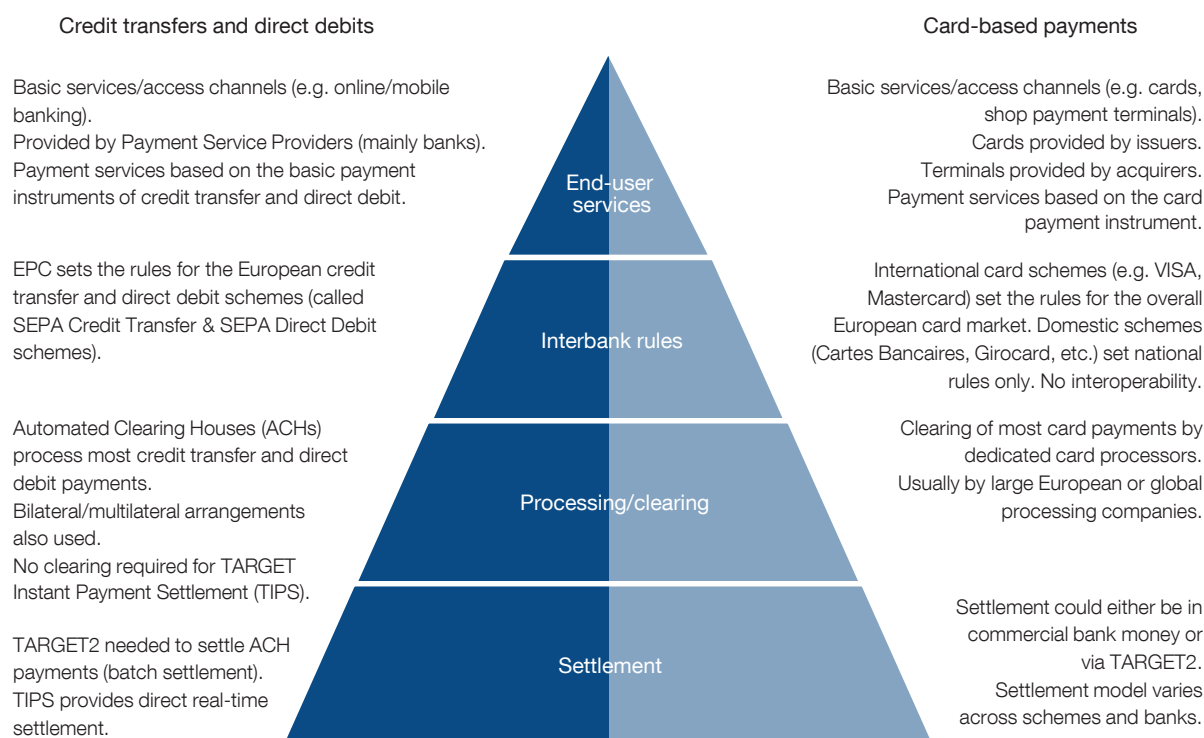 Credit transfers and direct debits
Card-based payments
Basic services/access channels (e.g. online/mobile
banking).
Provided by Payment Service Providers (mainly banks).
Payment services based on the basic payment
instruments of credit transfer and direct debit.
End-user
services
Basic services/access channels (e.g. cards,
shop payment terminals).
Cards provided by issuers.
Terminals provided by acquirers.
Payment services based on the card
payment instrument.
EPC sets the rules for the European credit
transfer and direct debit schemes (called
SEPA Credit Transfer & SEPA Direct Debit
schemes).
Interbank rules
International card schemes (e.g. VISA,
Mastercard) set the rules for the overall
European card market. Domestic schemes
(Cartes Bancaires, Girocard, etc.) set national
rules only. No interoperability.
Automated Clearing Houses (ACHs)
process most credit transfer and direct
debit payments.
Bilateral/multilateral arrangements
also used.
No clearing required for TARGET
Instant Payment Settlement (TIPS).
Processing/clearing
Clearing of most card payments by
dedicated card processors.
Usually by large European or global
processing companies.
TARGET2 needed to settle ACH
payments (batch settlement).
TIPS provides direct real-time
settlement.
Settlement
Settlement could either be in
commercial bank money or
via TARGET2.
Settlement model varies
across schemes and banks.